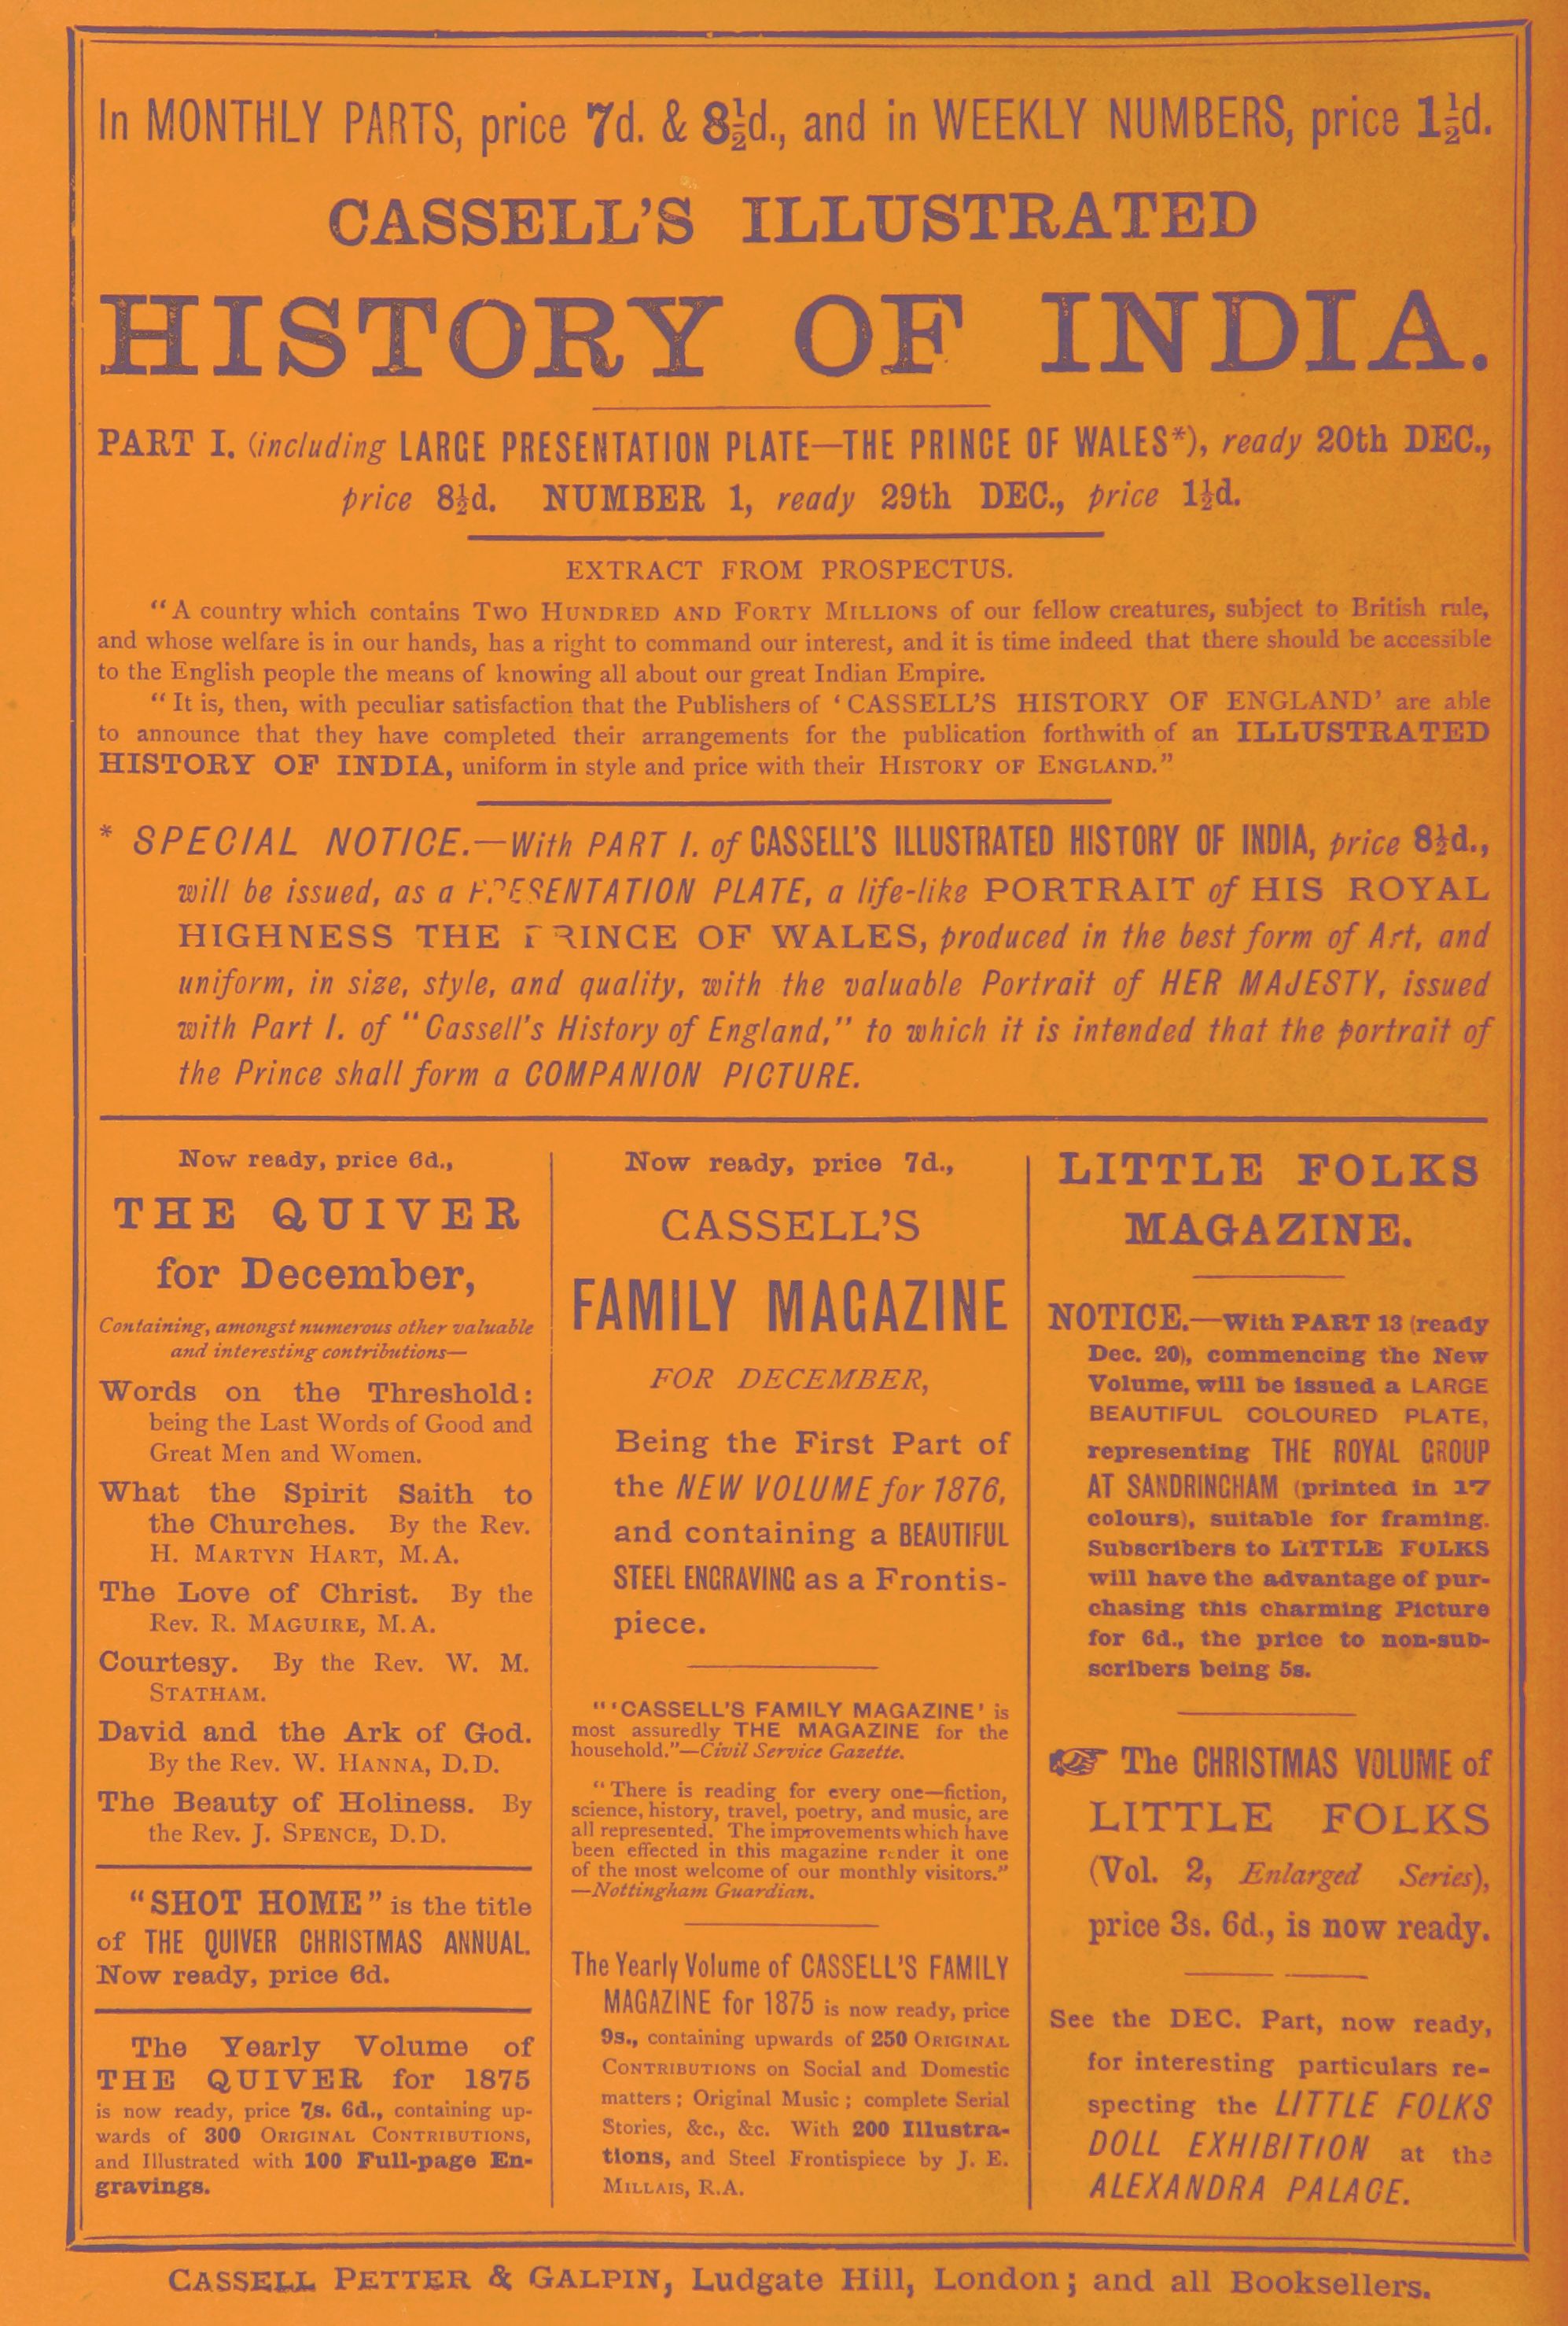 In MONTHLY PARTS, price 7d. & 8½d., and in WEEKLY NUMBERS, price 1½d.
CASSELL'S ILLUSTRATED
HISTORY OF INDIA.
PART I. (including LARGE PRESENTATION PLATE—THE PRINCE OF WALES*), ready 20th DEC.,
price 8½d. NUMBER 1, ready 29th DEC., price 1½d.
EXTRACT FROM PROSPECTUS.
"A country which contains TWO HUNDRED AND FORTY MILLIONS of our fellow creatures, subject to British rule,
and whose welfare is in our hands, has a right to command our interest, and it is time indeed that there should be accessible
to the English people the means of knowing all about our great Indian Empire.
"It is, then, with peculiar satisfaction that the Publishers of 'CASSELL'S HISTORY OF ENGLAND' are able
to announce that they have completed their arrangements for the publication forthwith of an ILLUSTRATED
HISTORY OF INDIA, uniform in style and price with their HISTORY OF ENGLAND."
* SPECIAL NOTICE.—With PART I. of CASSELL'S ILLUSTRATED HISTORY OF INDIA, price 8½d.,
will be issued, as a PRESENTATION PLATE, a life-like PORTRAIT of HIS ROYAL
HIGHNESS THE PRINCE OF WALES, produced in the best form of Art, and
uniform, in size, style, and quality, with the valuable Portrait of HER MAJESTY, issued
with Part I. of "Cassell's History of England," to which it is intended that the portrait of
the Prince shall form a COMPANION PICTURE.
Now ready, price 6d.,
THE QUIVER
for December,
Containing, amongst numerous other valuable
and interesting contributions—
Words on the Threshold:
being the Last Words of Good and
Great Men and Women.
What the Spirit Saith to
the Churches. By the Rev.
H. MARTYN HART, M.A.
The Love of Christ. By the
Rev. R. MAGUIRE, M.A.
Courtesy. By the Rev. W. M.
STATHAM.
David and the Ark of God.
By the Rev. W. HANNA, D.D.
The Beauty of Holiness. By
the Rev. J. SPENCE, D.D.
"SHOT HOME" is the title
of THE QUIVER CHRISTMAS ANNUAL.
Now ready, price 6d.
The Yearly Volume of
THE QUIVER for 1875
is now ready, price 7s. 6d., containing up-
wards of 300 ORIGINAL CONTRIBUTIONS,
and Illustrated with 100 Full-page En-
gravings.
Now ready, price 7d.,
CASSELL'S
FAMILY MAGAZINE
FOR DECEMBER,
Being the First Part of
the NEW VOLUME for 1876,
and containing a BEAUTIFUL
STEEL ENGRAVING as a Frontis-
piece.
"'CASSELL'S FAMILY MAGAZINE' is
most assuredly THE MAGAZINE for the
household."—Civil Service Gazette.
"There is reading for every one—fiction,
science, history, travel, poetry, and music, are
all represented. The improvements which have
been effected in this magazine render it one
of the most welcome of our monthly visitors."
—Nottingham Guardian.
The Yearly Volume of CASSELL'S FAMILY
MAGAZINE for 1875 is now ready, price
9s., containing upwards of 250 ORIGINAL
CONTRIBUTIONS on Social and Domestic
matters; Original Music; complete Serial
Stories, &c., &c. With 200 Illustra-
tions, and Steel Frontispiece by J. E.
MILLAIS, R.A.
LITTLE FOLKS
MAGAZINE.
NOTICE.—With PART 13 (ready
Dec. 20), commencing the New
Volume, will be issued a LARGE
BEAUTIFUL COLOURED PLATE,
representing THE ROYAL GROUP
AT SANDRINGHAM (printed in 17
colours), suitable for framing.
Subscribers to LITTLE FOLKS
will have the advantage of pur-
chasing this charming Picture
for 6d., the price to non-sub-
scribers being 5s.
☞ The CHRISTMAS VOLUME of
LITTLE FOLKS
(Vol. 2, Enlarged Series),
price 3s. 6d., is now ready.
See the DEC. Part, now ready,
for interesting particulars re-
specting the LITTLE FOLKS
DOLL EXHIBITION at the
ALEXANDRA PALACE.
CASSELL PETTER & GALPIN, Ludgate Hill, London; and all Booksellers.